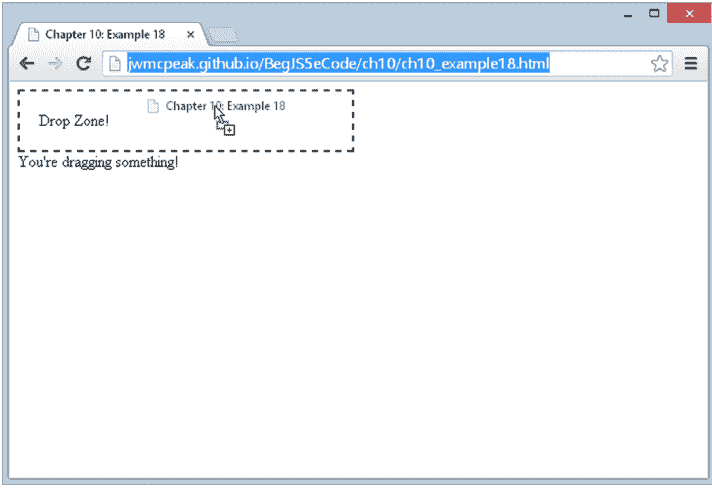 Chapter 10: Example 18
jwmcpeak.github.io/BegJS5eCode/ch10/ch10_example18.html
Chapter 10: Example 18
Drop Zone!
You're dragging something!